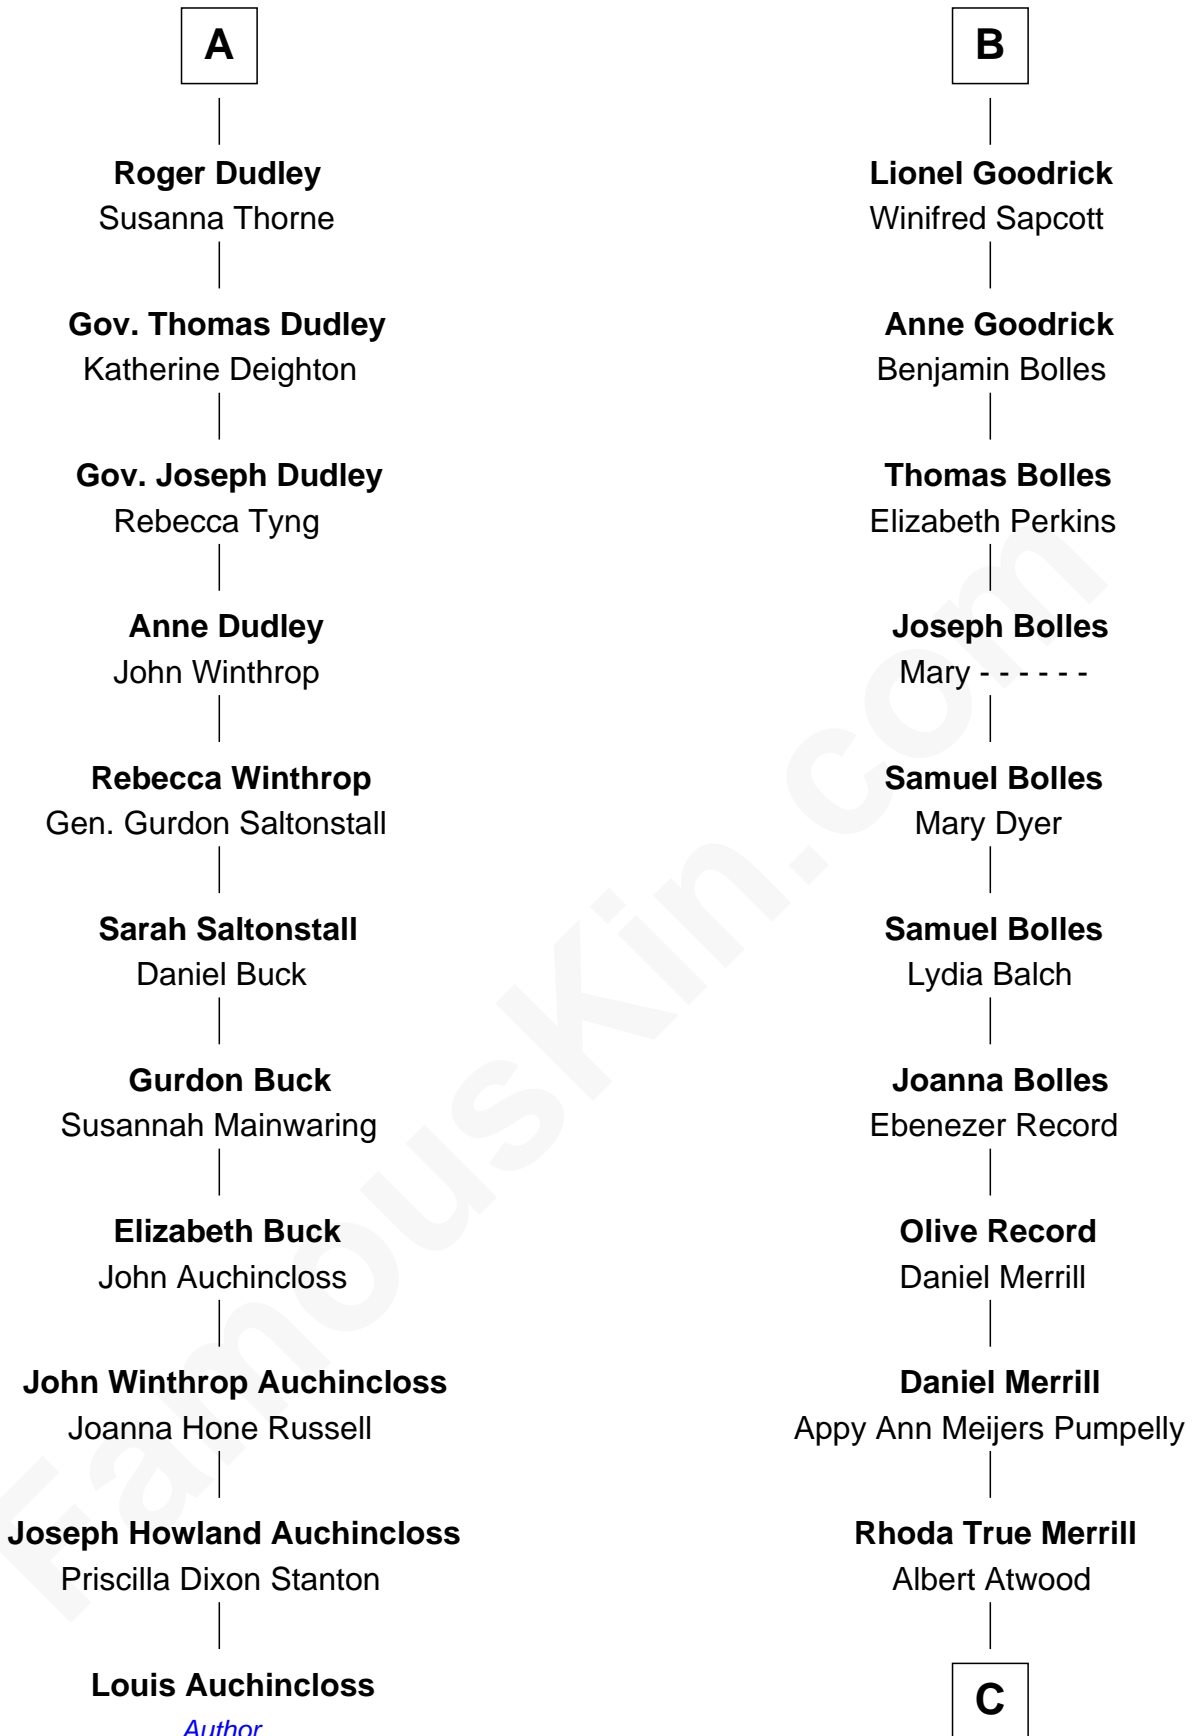 A
Roger Dudley
Susanna Thorne
Gov. Thomas Dudley
Katherine Deighton
Gov. Joseph Dudley
Rebecca Tyng
Anne Dudley
John Winthrop
Rebecca Winthrop
Gen. Gurdon Saltonstall
Sarah Saltonstall
Daniel Buck
Gurdon Buck
Susannah Mainwaring
Elizabeth Buck
John Auchincloss
John Winthrop Auchincloss
Joanna Hone Russell
Joseph Howland Auchincloss
Priscilla Dixon Stanton
Louis Auchincloss
Author
B
Lionel Goodrick
Winifred Sapcott
Anne Goodrick
Benjamin Bolles
Thomas Bolles
Elizabeth Perkins
Joseph Bolles
Mary - - - - - -
Samuel Bolles
Mary Dyer
Samuel Bolles
Lydia Balch
Joanna Bolles
Ebenezer Record
Olive Record
Daniel Merrill
Daniel Merrill
Appy Ann Meijers Pumpelly
Rhoda True Merrill
Albert Atwood
C
FamousKin.com